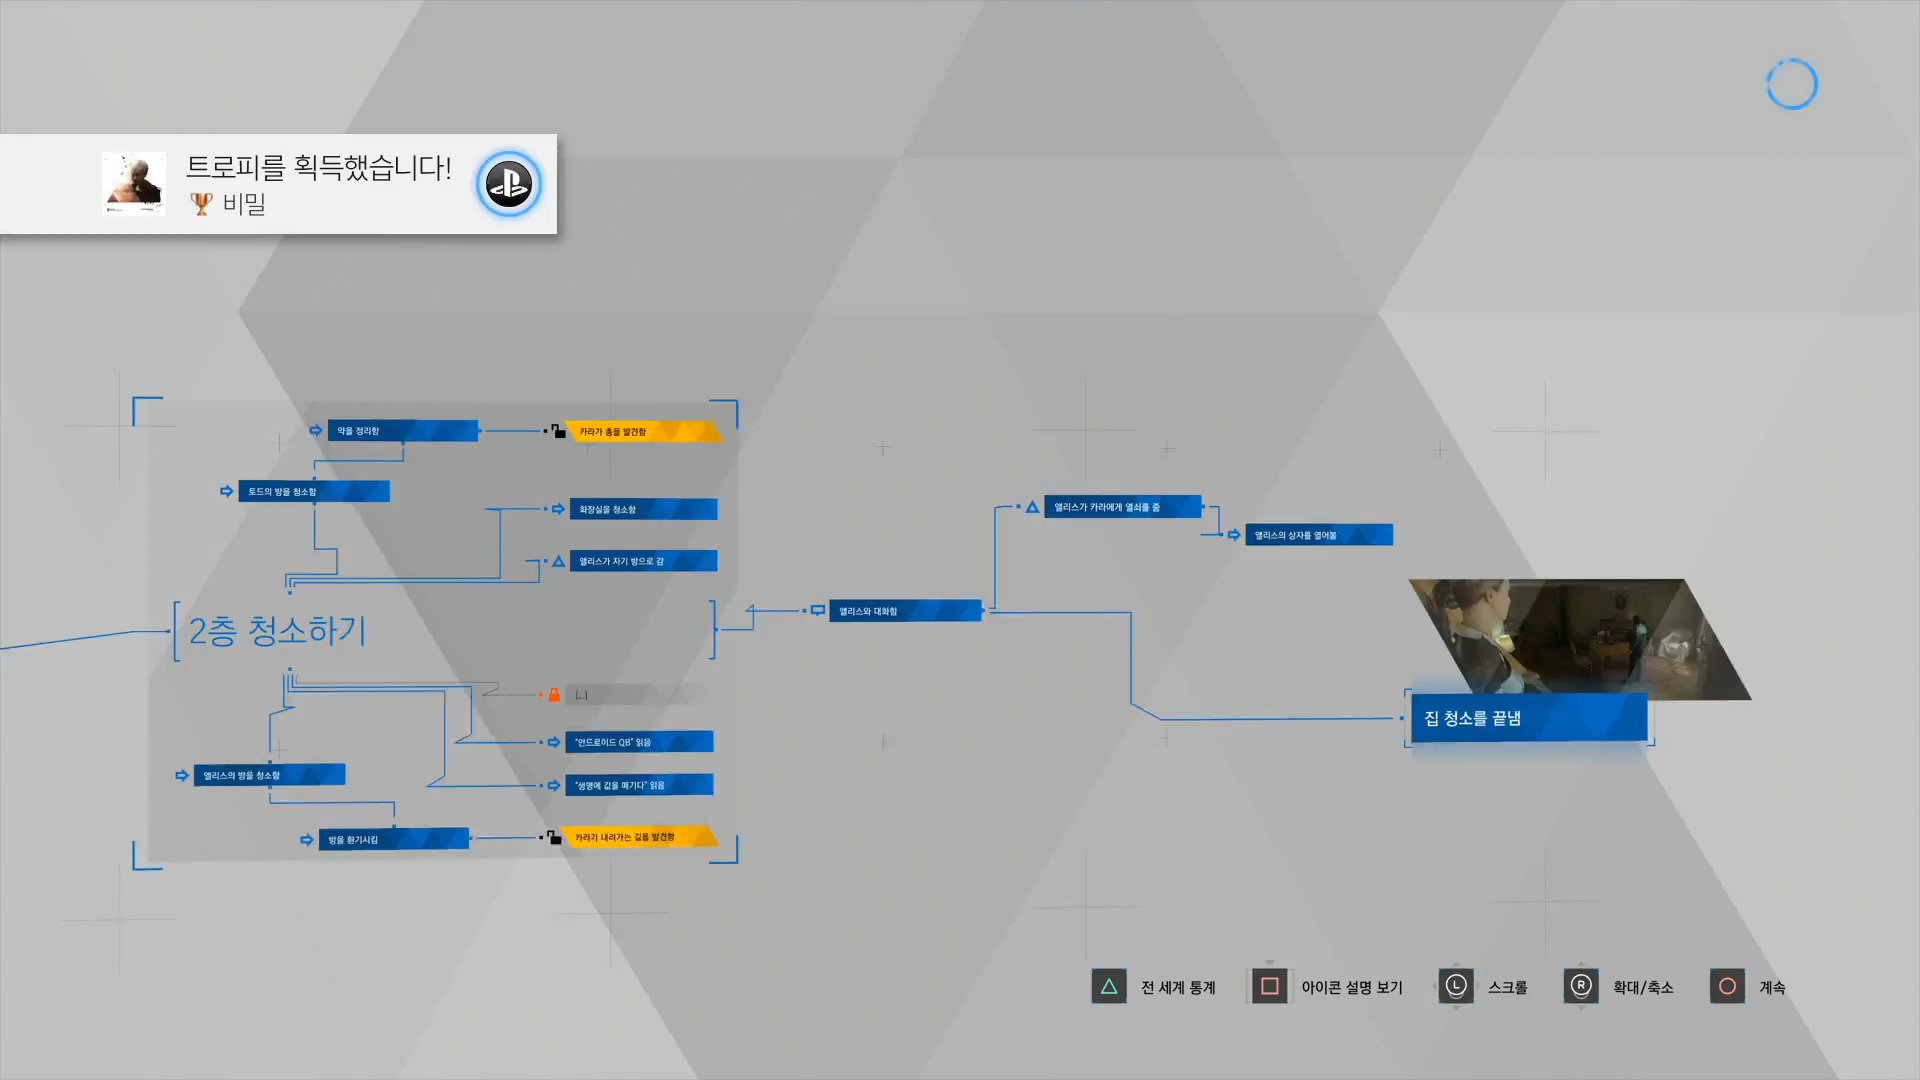 트로피를 획득했습니다!
비밀
약을 정리함
카라가 총을 발견함
토드의 방을 청소함
화장실을 청소함
앨리스가 카라에게 열쇠를 줌
앨리스의 상자를 열어봄
앨리스가 자기 방으로 감
앨리스와 대화함
2층 청소하기
[...]
집 청소를 끝냄
"안드로이드 QB" 읽음
앨리스의 방을 청소함
"생명에 값을 매기다" 읽음
방을 환기시킴
카라가 내려가는 길을 발견함
전 세계 통계
아이콘 설명 보기
L 스크롤
R 확대/축소
계속